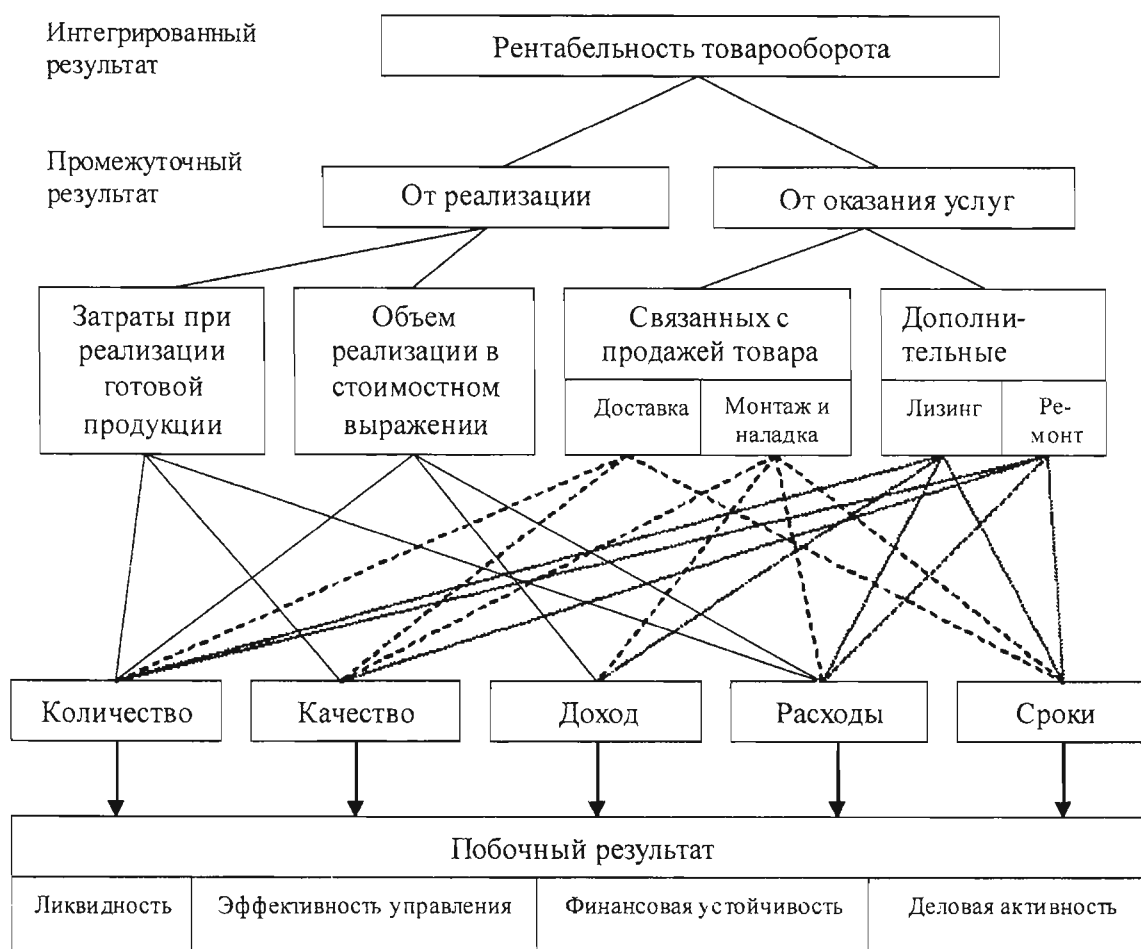 Интегрированный
результат
Рентабельность товарооборота
Промежуточный
результат
От реализации
От оказания услуг
Затраты при
реализации
готовой
продукции
Объем
реализации в
стоимостном
выражении
Связанных с
продажей товара
Доставка
Монтаж и
наладка
Дополни-
тельные
Лизинг
Ре-
монт
Количество
Качество
Доход
Расходы
Сроки
Побочный результат
Ликвидность
Эффективность управления
Финансовая устойчивость
Деловая активность